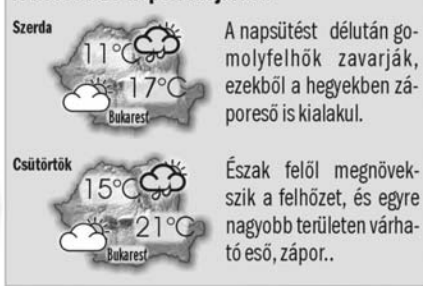 Szerda
11°C
17°C
Bukarest
A napsütést délután go-
molyfelhők zavarják,
ezekből a hegyekben zá-
poreső is kialakul.
Csütörtök
15°C
21°C
Bukarest
Észak felől megnövek-
szik a felhőzet, és egyre
nagyobb területen várha-
tó eső, zápor..